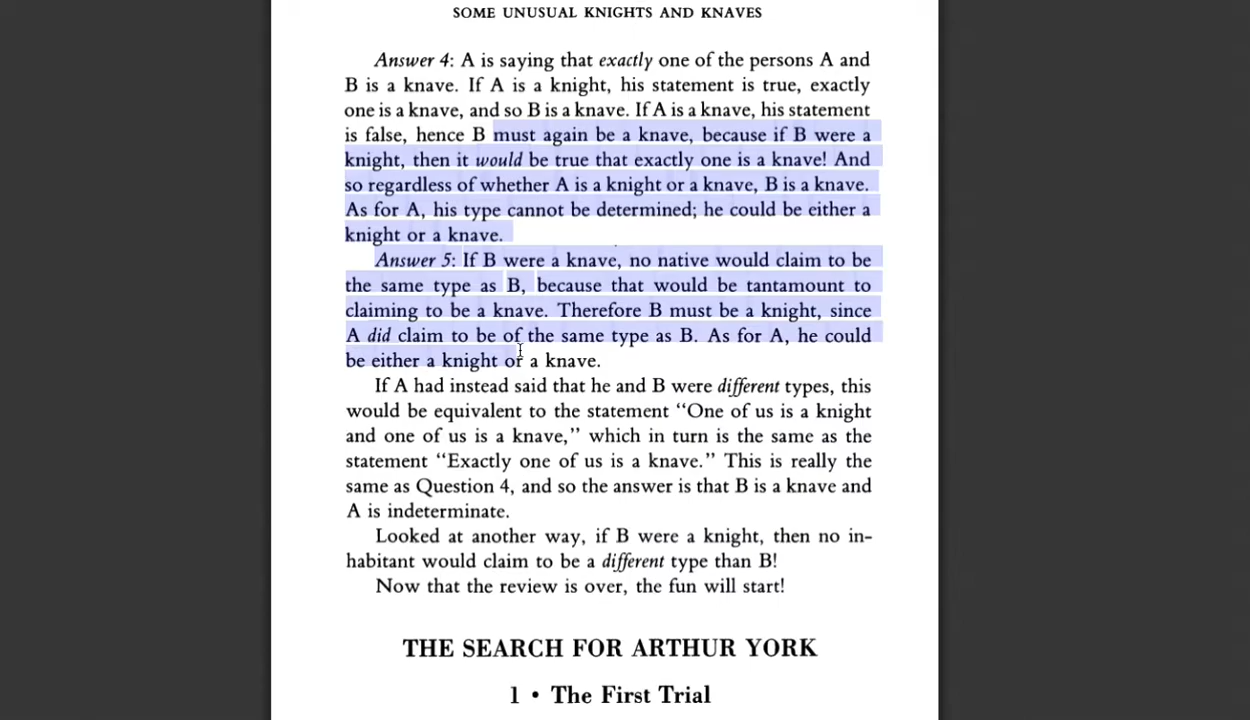 SOME UNUSUAL KNIGHTS AND KNAVES
Answer 4: A is saying that exactly one of the persons A and
B is a knave. If A is a knight, his statement is true, exactly
one is a knave, and so B is a knave. If A is a knave, his statement
is false, hence B must again be a knave, because if B were a
knight, then it would be true that exactly one is a knave! And
so regardless of whether A is a knight or a knave, B is a knave.
As for A, his type cannot be determined; he could be either a
knight or a knave.
Answer 5: If B were a knave, no native would claim to be
the same type as B, because that would be tantamount to
claiming to be a knave. Therefore B must be a knight, since
A did claim to be of the same type as B. As for A, he could
be either a knight or a knave.
If A had instead said that he and B were different types, this
would be equivalent to the statement “One of us is a knight
and one of us is a knave,” which in turn is the same as the
statement “Exactly one of us is a knave.” This is really the
same as Question 4, and so the answer is that B is a knave and
A is indeterminate.
Looked at another way, if B were a knight, then no in-
habitant would claim to be a different type than B!
Now that the review is over, the fun will start!
THE SEARCH FOR ARTHUR YORK
1 • The First Trial